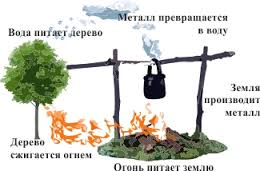 Металл превращается
в воду
Вода питает дерево
Земля
производит
металл
Дерево
сжигается огнем
Огонь питает землю